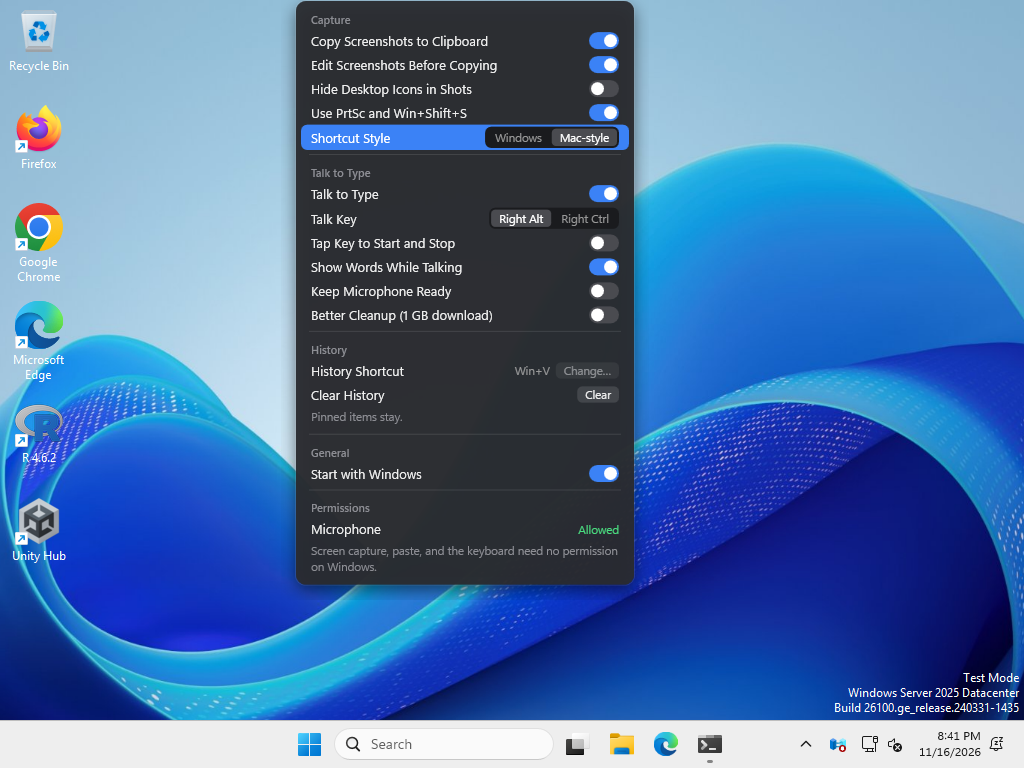 Recycle Bin
Firefox
Google
Chrome
Microsoft
Edge
R 4.6.2
Unity Hub
Capture
Copy Screenshots to Clipboard
Edit Screenshots Before Copying
Hide Desktop Icons in Shots
Use PrtSc and Win+Shift+S
Shortcut Style Windows Mac-style
Talk to Type
Talk to Type
Talk Key Right Alt Right Ctrl
Tap Key to Start and Stop
Show Words While Talking
Keep Microphone Ready
Better Cleanup (1 GB download)
History
History Shortcut Win+V Change...
Clear History Clear
Pinned items stay.
General
Start with Windows
Permissions
Microphone Allowed
Screen capture, paste, and the keyboard need no permission
on Windows.
Test Mode
Windows Server 2025 Datacenter
Build 26100.ge_release.240331-1435
Search
8:41 PM
11/16/2026